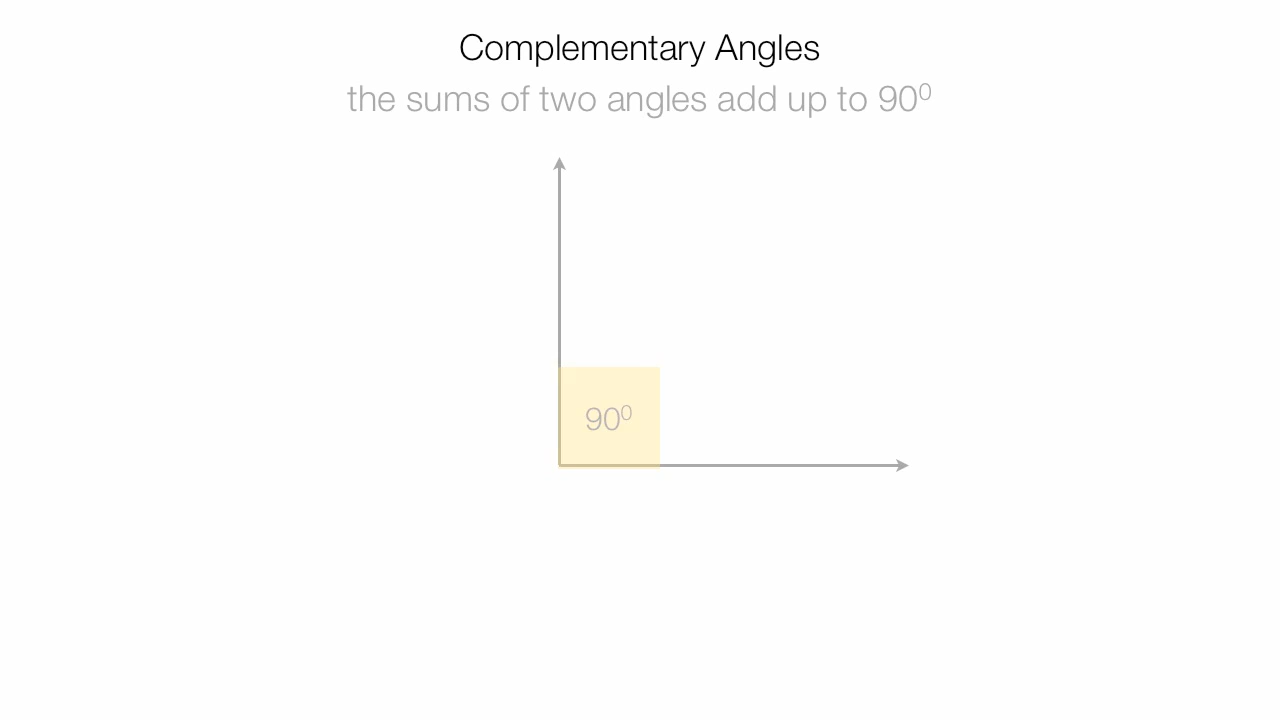 Complementary Angles
the sums of two angles add up to 90⁰
90⁰